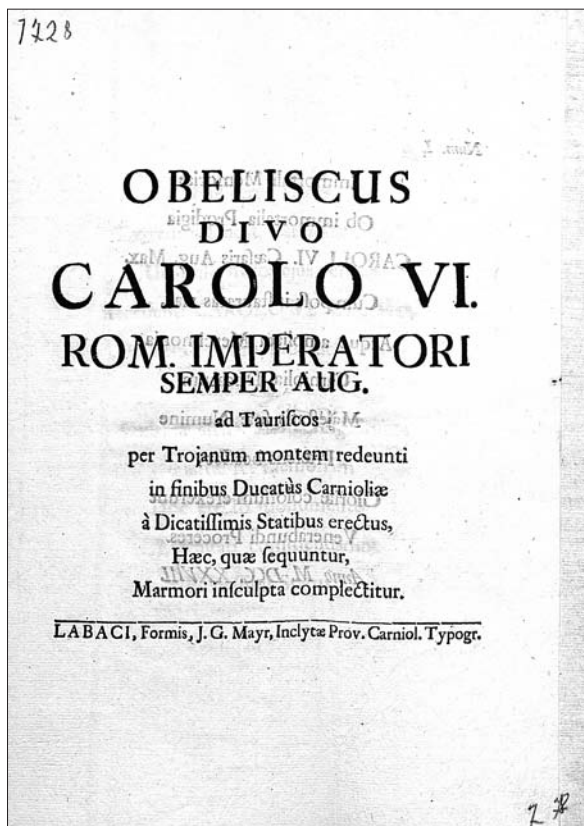 1728
OBELISCUS
DIVO
CAROLO VI.
ROM. IMPERATORI
SEMPER AUG.
ad Tauriſcos
per Trojanum montem redeunti
in finibus Ducatùs Carnioliæ
à Dicatiſſimis Statibus erectus,
Hæc, quæ ſequuntur,
Marmori inſculpta complectitur.
LABACI, Formis, J. G. Mayr, Inclytæ Prov. Carniol. Typogr.